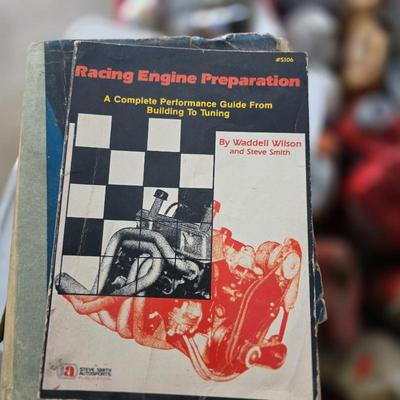 #S106
Racing Engine Preparation
A Complete Performance Guide From
Building To Tuning
By Waddell Wilson
and Steve Smith
STEVE SMITH
AUTOSPORTS